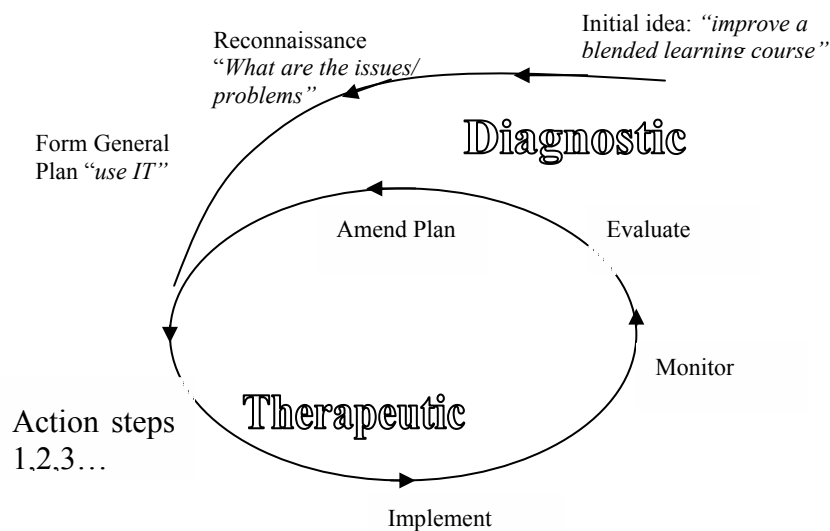 Initial idea: “improve a
blended learning course”
Reconnaissance
“What are the issues/
problems”
Diagnostic
Form General
Plan “use IT”
Amend Plan
Evaluate
Monitor
Therapeutic
Action steps
1,2,3…
Implement